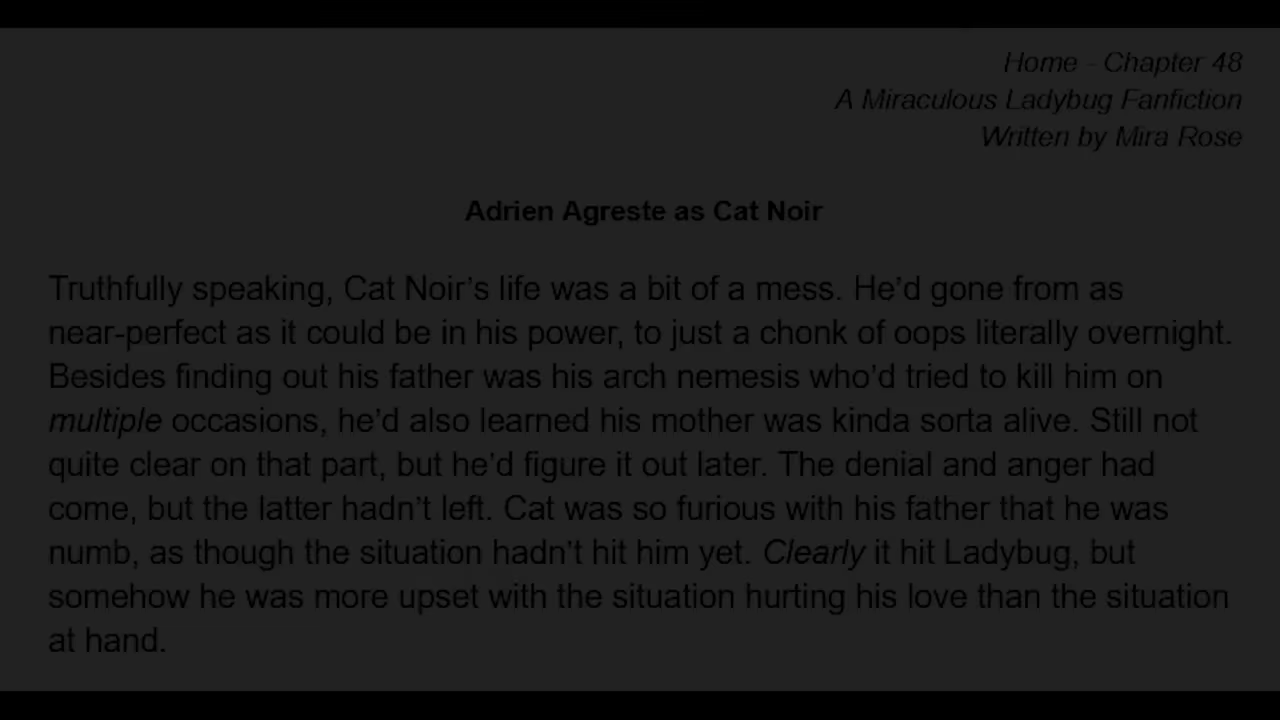 Home - Chapter 48
A Miraculous Ladybug Fanfiction
Written by Mira Rose
Adrien Agreste as Cat Noir
Truthfully speaking, Cat Noir’s life was a bit of a mess. He’d gone from as
near-perfect as it could be in his power, to just a chonk of oops literally overnight.
Besides finding out his father was his arch nemesis who’d tried to kill him on
multiple occasions, he’d also learned his mother was kinda sorta alive. Still not
quite clear on that part, but he’d figure it out later. The denial and anger had
come, but the latter hadn’t left. Cat was so furious with his father that he was
numb, as though the situation hadn’t hit him yet. Clearly it hit Ladybug, but
somehow he was more upset with the situation hurting his love than the situation
at hand.